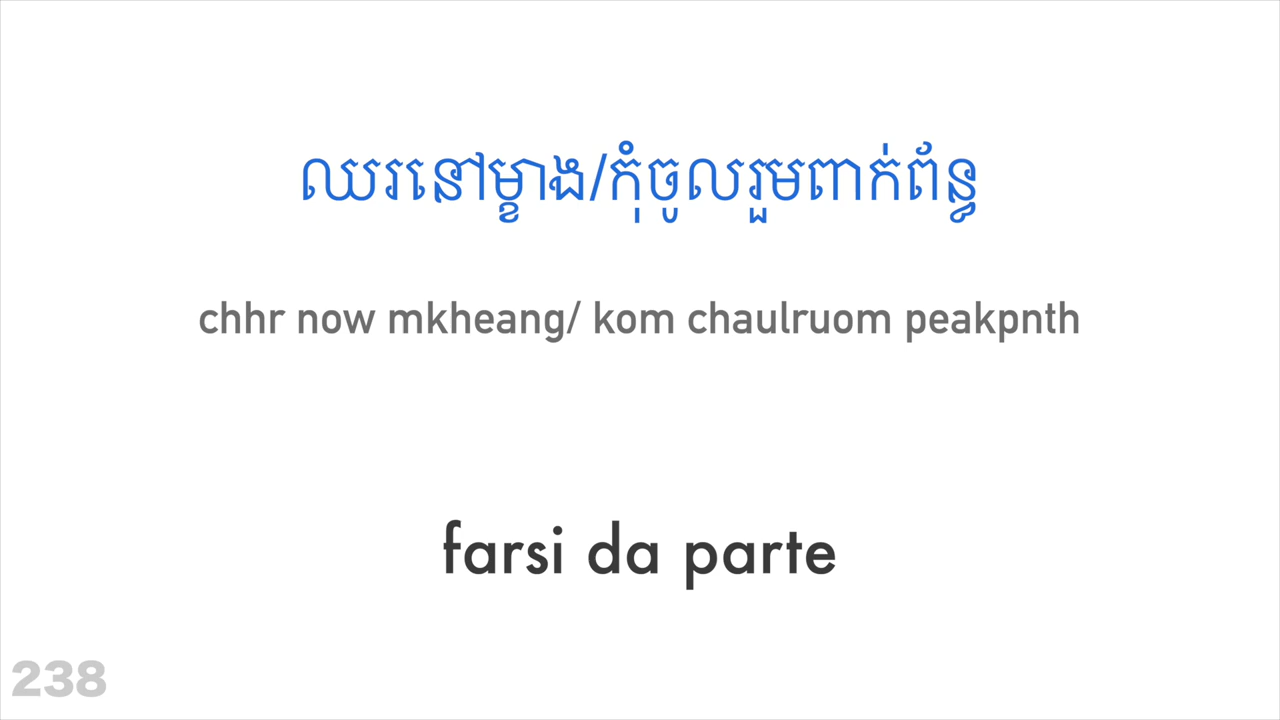 ឈរនៅម្ខាង/កុំចូលរួមពាក់ព័ន្ធ
chhr now mkheang/ kom chaulruom peakpnth
farsi da parte
238